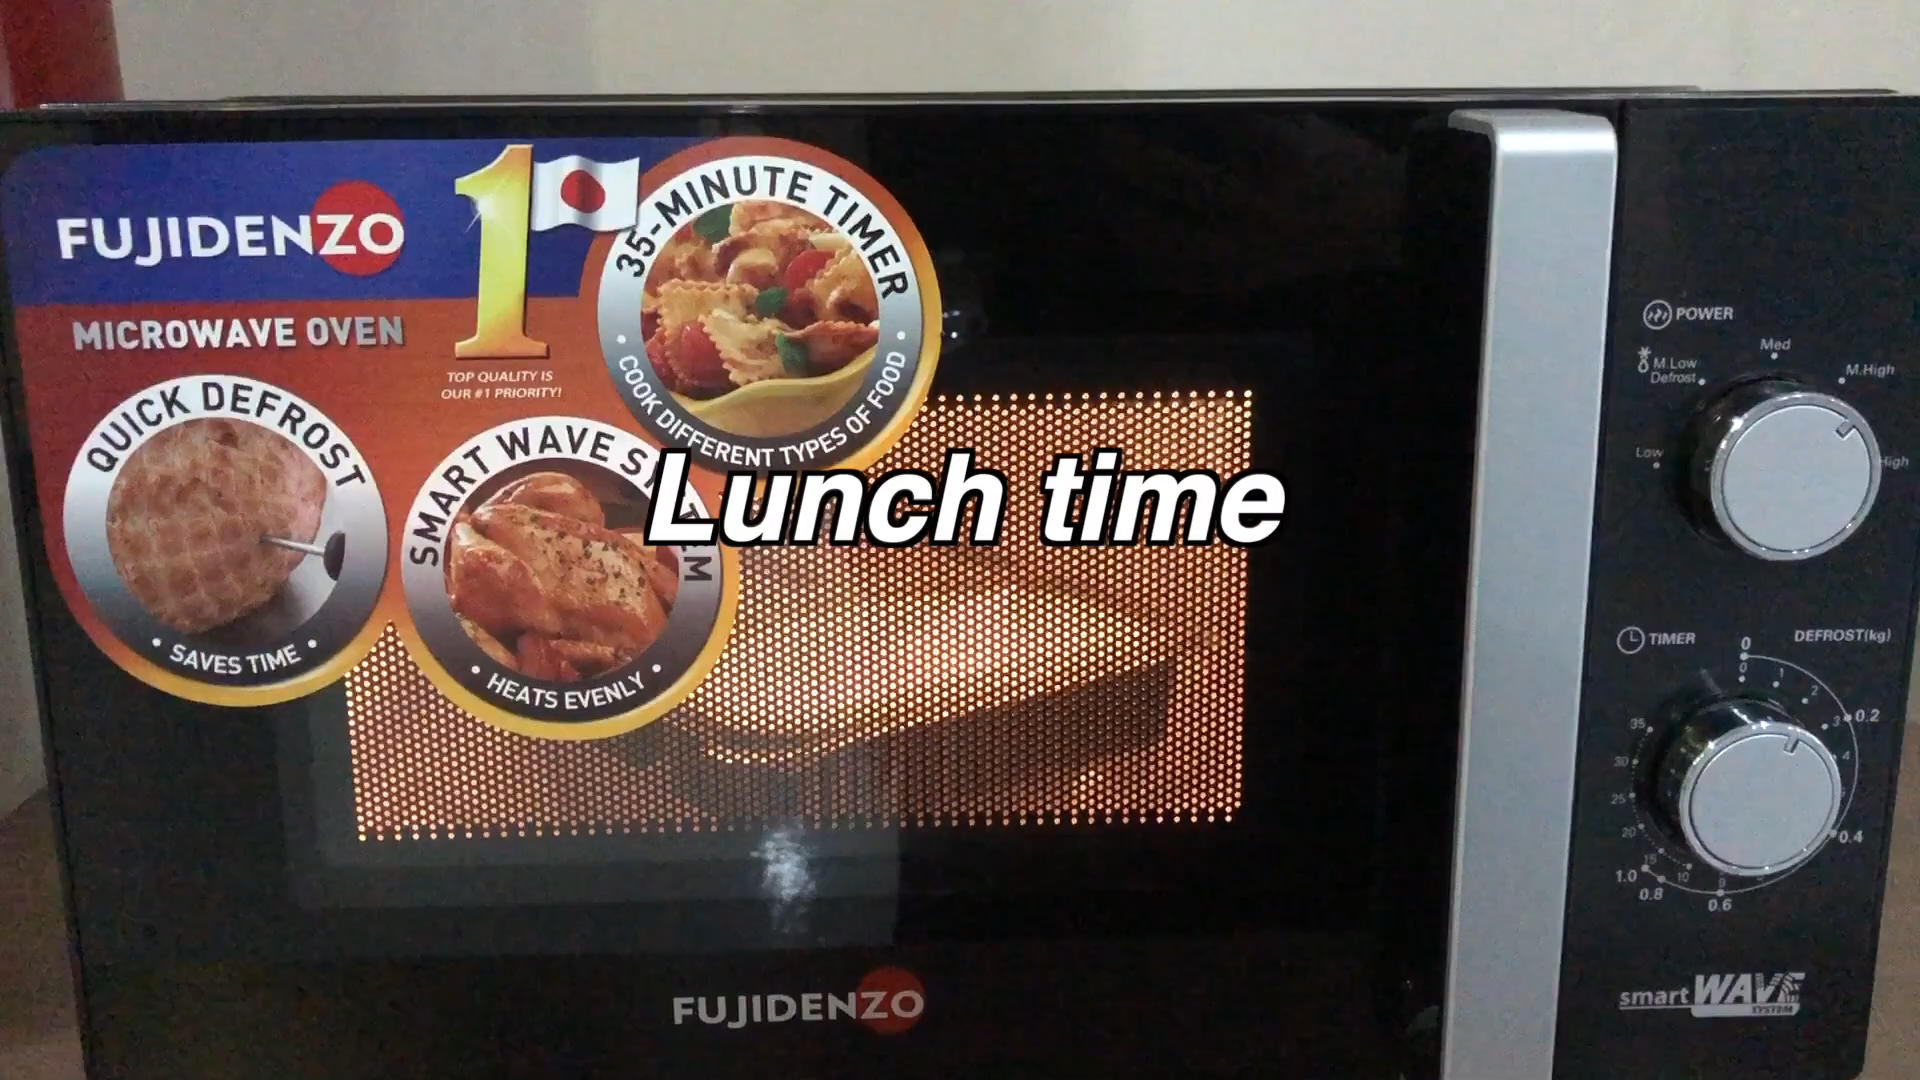 FUJIDENZO
MICROWAVE OVEN
1
TOP QUALITY IS
OUR #1 PRIORITY!
35-MINUTE TIMER
• COOK DIFFERENT TYPES OF FOOD •
QUICK DEFROST
• SAVES TIME •
SMART WAVE
• HEATS EVENLY •
Lunch time
FUJIDENZO
POWER
Med
M.Low
Defrost
M.High
Low
High
TIMER
0
DEFROST(kg)
0
1
2
3
0.2
35
4
30
25
20
0.4
15
10
9
1.0
0.8
0.6
smart WAVE
SYSTEM